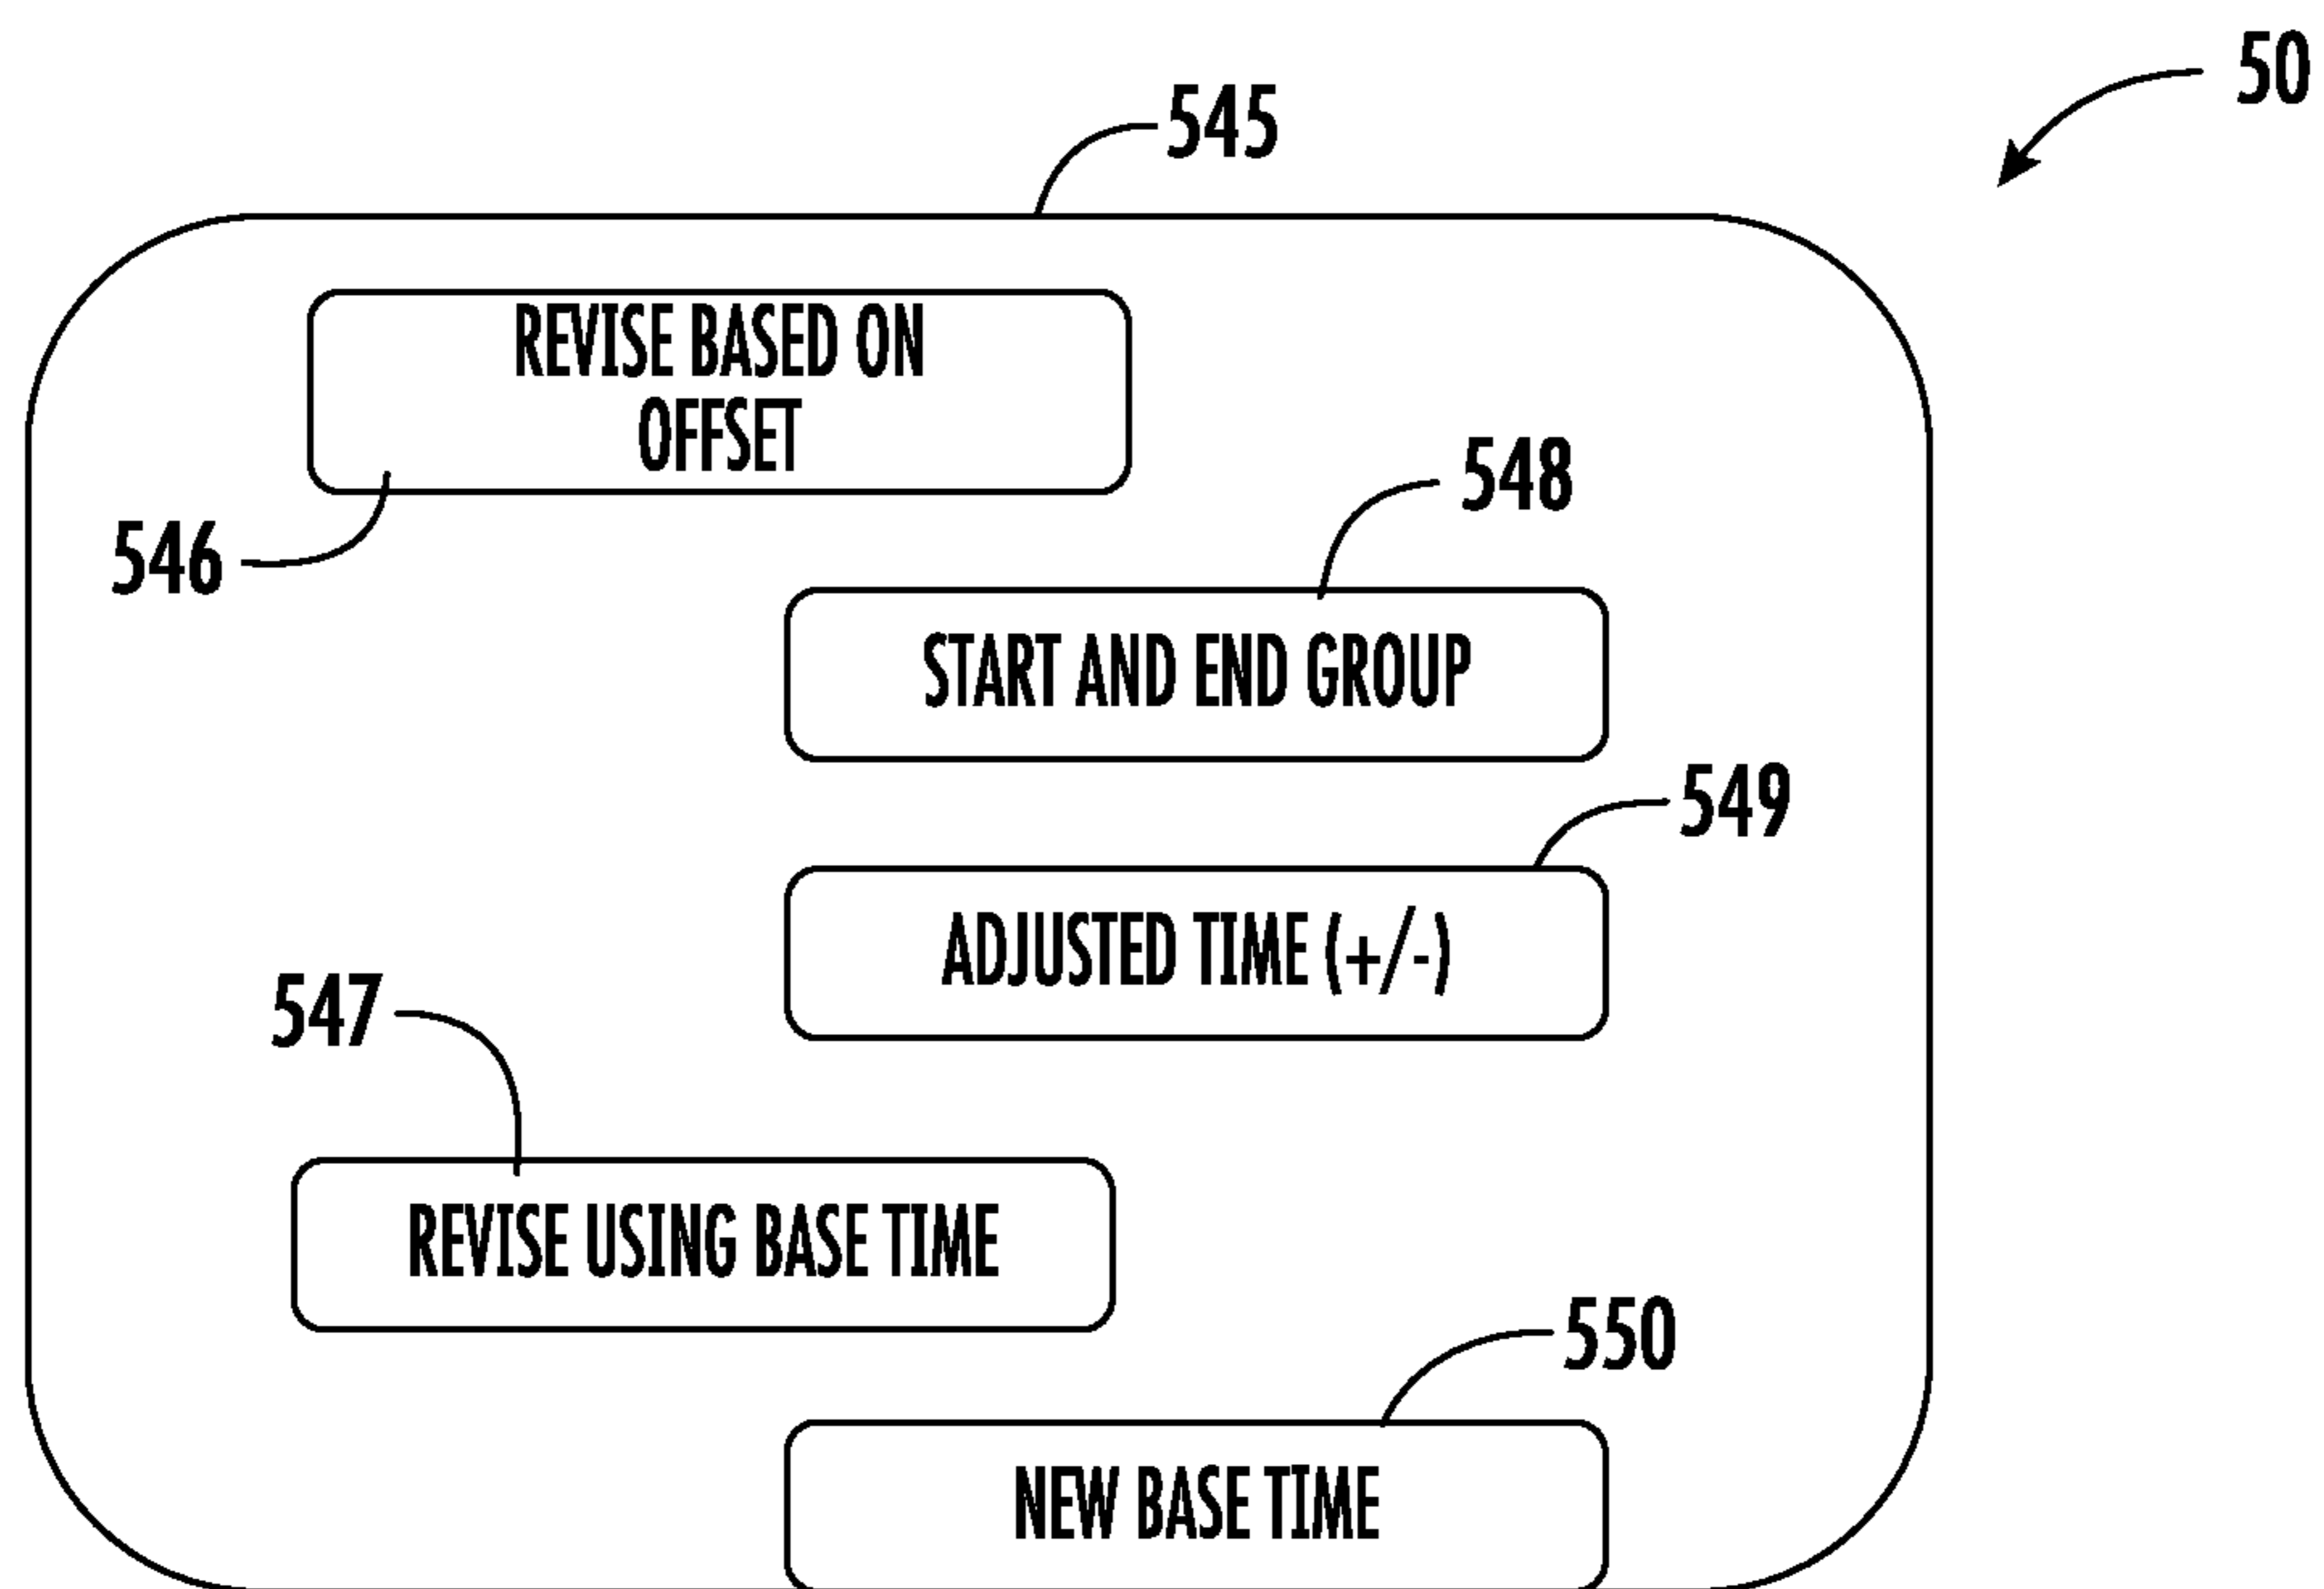 50
545
REVISE BASED ON
OFFSET
548
546
START AND END GROUP
549
ADJUSTED TIME (+/-)
547
REVISE USING BASE TIME
550
NEW BASE TIME